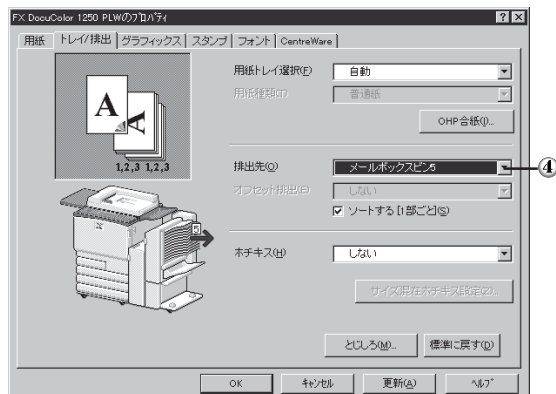 FX DocuColor 1250 PLWのプロパティ
用紙 トレイ/排出 グラフィックス スタンプ フォント CentreWare
用紙トレイ選択(F) 自動
用紙種類(T) 普通紙
OHP合紙(I)...
A
A
1,2,3 1,2,3
排出先(O) メールボックスビン5 ④
オフセット排出(E) しない
ソートする[1部ごと](S)
5
ホチキス(H) しない
サイズ混在ホチキス設定(Z)...
とじしろ(M)... 標準に戻す(D)
OK キャンセル 更新(A) ヘルプ